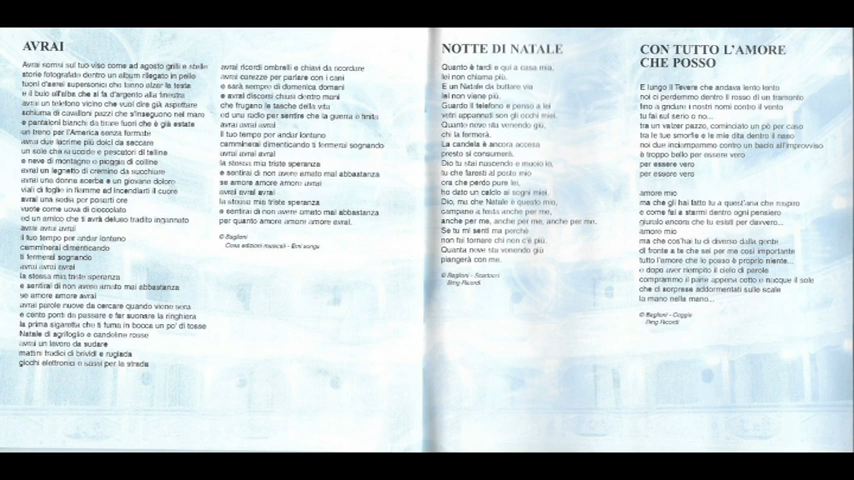 AVRAI
Avrai sorrisi sul tuo viso come ad agosto grilli e stelle
storie fotografate dentro un album rilegato in pelle
tuoni d'aerei supersonici che fanno alzar la testa
e il buio all'alba che si fa d'argento alla finestra
avrai un telefono vicino che vuol dire già aspettare
schiuma di cavalloni pazzi che s'inseguono nel mare
e pantaloni bianchi da tirare fuori che è già estate
un treno per l'America senza fermate
avrai due lacrime più dolci da seccare
un sole che si uccide e pescatori di telline
e neve di montagne e pioggia di colline
avrai un legnetto di cremino da succhiare
avrai una donna acerba e un giovane dolore
viali di foglie in fiamme ad incendiarti il cuore
avrai una sedia per posarti ore
vuote come uova di cioccolato
ed un amico che ti avrà deluso tradito ingannato
avrai avrai avrai
il tuo tempo per andar lontano
camminerai dimenticando
ti fermerai sognando
avrai avrai avrai
la stessa mia triste speranza
e sentirai di non avere amato mai abbastanza
se amore amore avrai
avrai parole nuove da cercare quando viene sera
e cento ponti da passare e far suonare la ringhiera
la prima sigaretta che ti fuma in bocca un po' di tosse
Natale di agrifoglio e candeline rosse
avrai un lavoro da sudare
mattini fradici di brividi e rugiada
giochi elettronici e sassi per la strada
avrai ricordi ombrelli e chiavi da scordare
avrai carezze per parlare con i cani
e sarà sempre di domenica domani
e avrai discorsi chiusi dentro mani
che frugano le tasche della vita
ed una radio per sentire che la guerra è finita
avrai avrai avrai
il tuo tempo per andar lontano
camminerai dimenticando ti fermerai sognando
avrai avrai avrai
la stessa mia triste speranza
e sentirai di non avere amato mai abbastanza
se amore amore amore avrai
avrai avrai avrai
la stessa mia triste speranza
e sentirai di non avere amato mai abbastanza
per quanto amore amore amore avrai.
© Baglioni
NOTTE DI NATALE
Quanto è tardi e qui a casa mia,
lei non chiama più.
E un Natale da buttare via
lei non viene più.
Guardo il telefono e penso a lei
vetri appannati son gli occhi miei.
Quanta neve sta venendo giù,
chi la fermerà.
La candela è ancora accesa
presto si consumerà.
Dio tu stai nascendo e muoio io,
tu che faresti al posto mio
ora che perdo pure lei,
ho dato un calcio ai sogni miei.
Dio, ma che Natale è questo mio,
campane a festa anche per me,
anche per me, anche per me, anche per me.
Se tu mi senti ma perché
non fai tornare chi non c'è più.
Quanta neve sta venendo giù
piangerà con me.
Bmg Ricordi
CON TUTTO L'AMORE
CHE POSSO
E lungo il Tevere che andava lento lento
noi ci perdemmo dentro il rosso di un tramonto
fino a gridare i nostri nomi contro il vento
tu fai sul serio o no...
tra un valzer pazzo, cominciato un pò per caso
tra le tue smorfie e le mie dita dentro il naso
noi due inciampammo contro un bacio all'improvviso
è troppo bello per essere vero
per essere vero
per essere vero
amore mio
ma che gli hai fatto tu a quest'aria che respiro
e come fai a starmi dentro ogni pensiero
giuralo ancora che tu esisti per davvero...
amore mio
ma che cos'hai tu di diverso dalla gente
di fronte a te che sei per me così importante
tutto l'amore che io posso è proprio niente...
e dopo aver riempito il cielo di parole
comprammo il pane appena cotto e nacque il sole
che ci sorprese addormentati sulle scale
la mano nella mano...
© Baglioni - Coggio
Bmg Ricordi